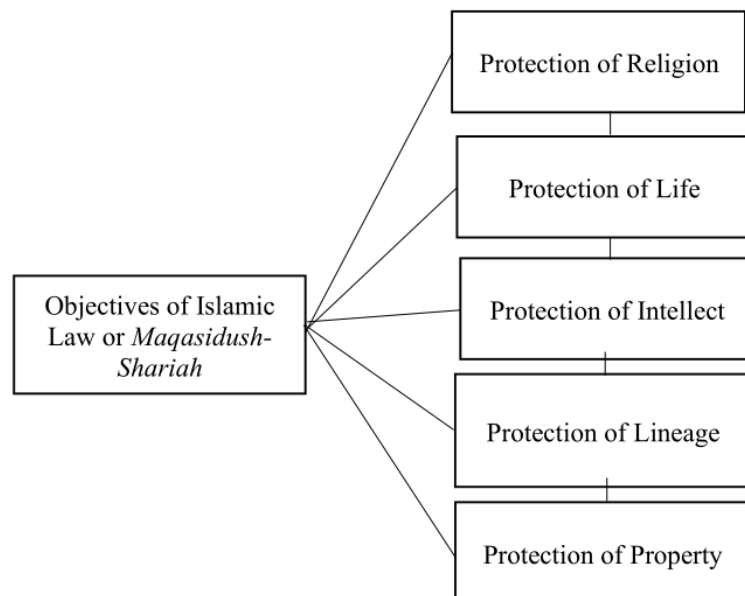 Protection of Religion
Protection of Life
Objectives of Islamic
Law or Maqasidush-
Shariah
Protection of Intellect
Protection of Lineage
Protection of Property